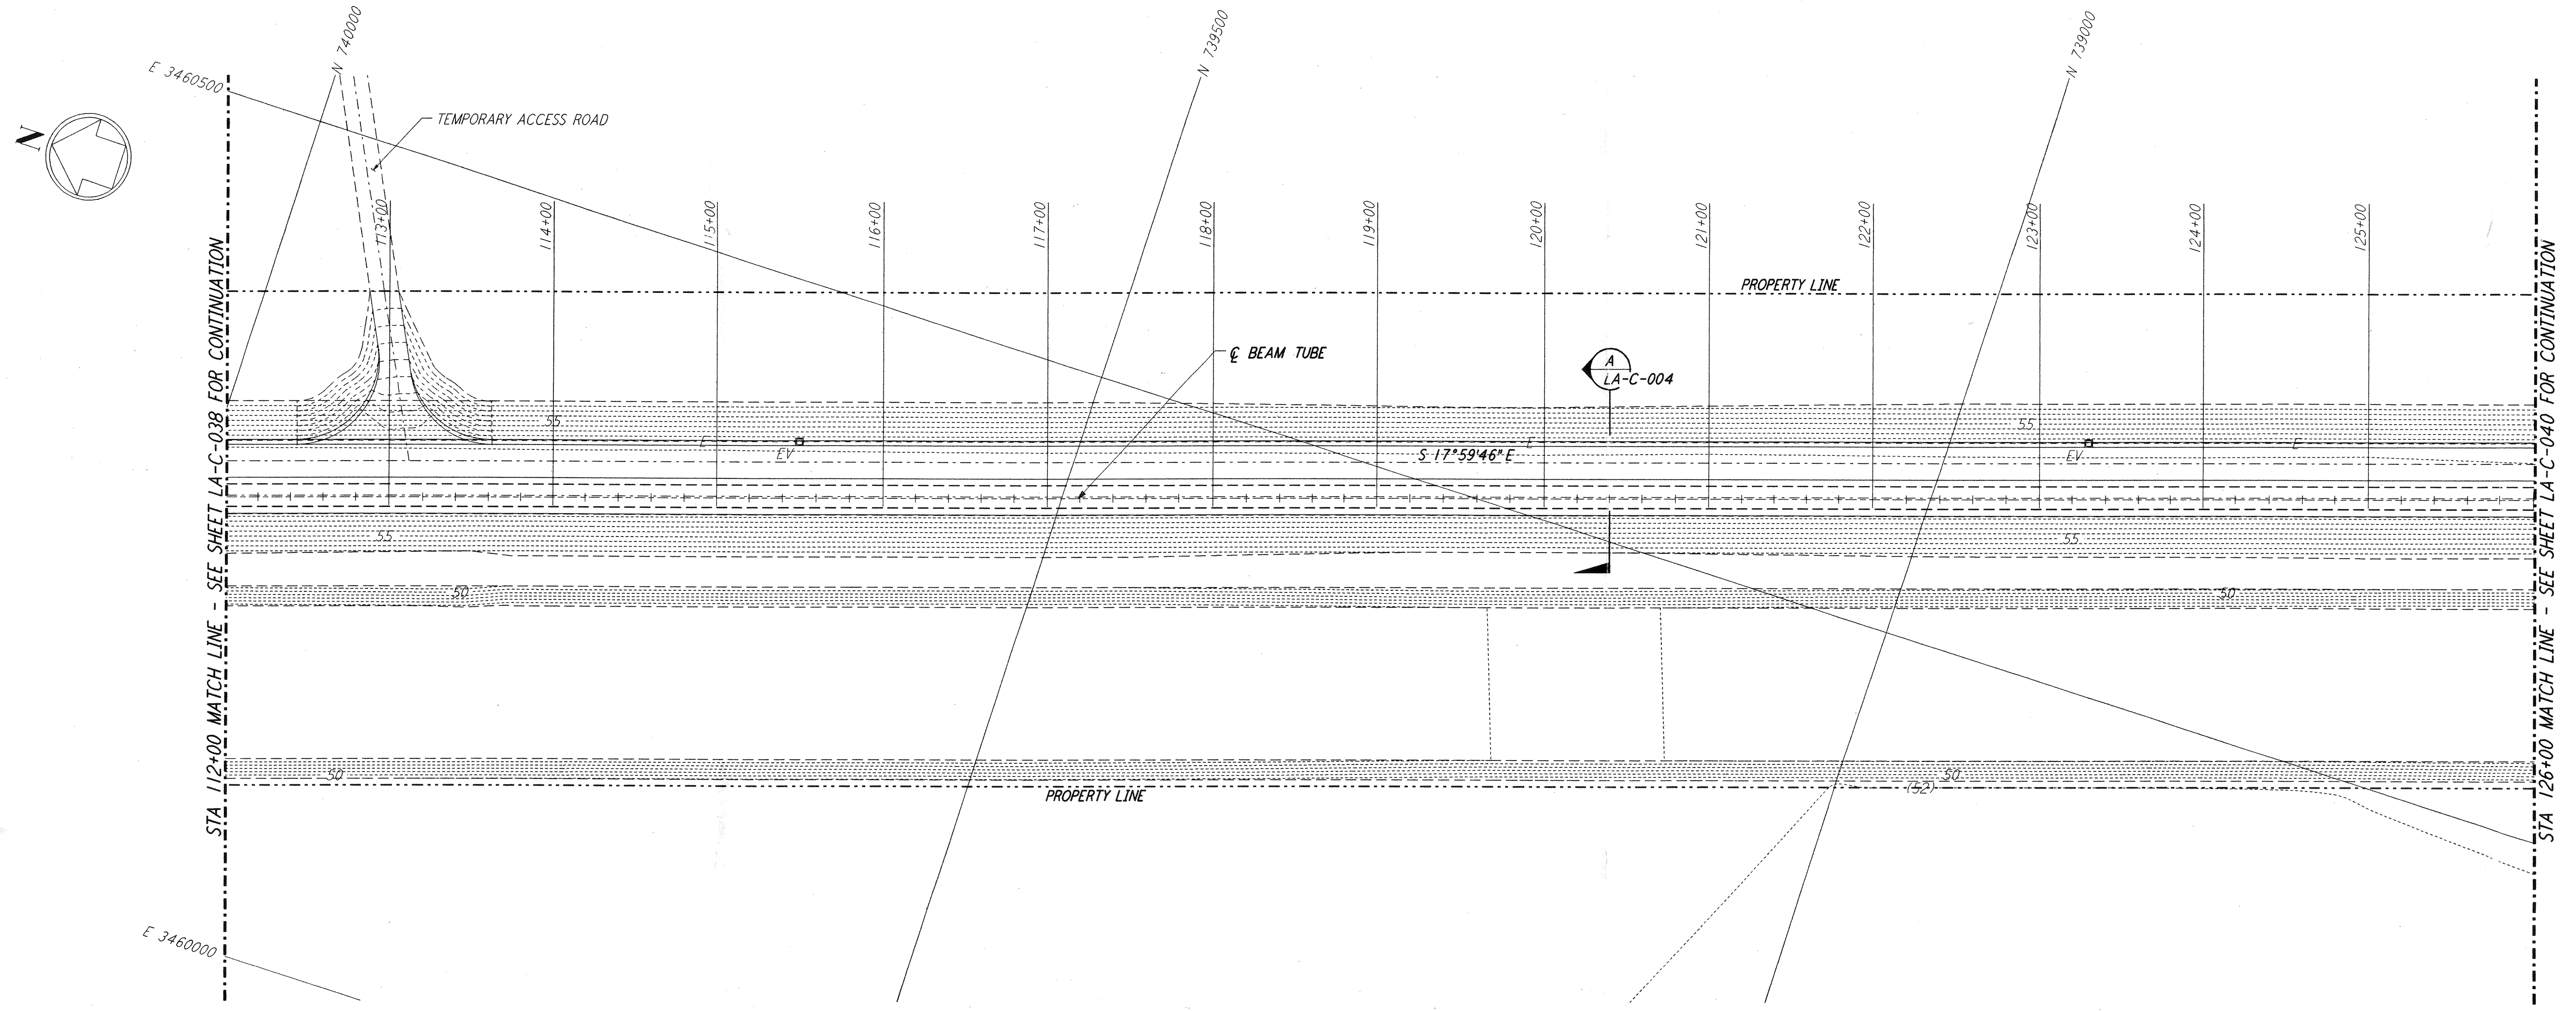 N 740000
N 739500
N 739000
E 3460500
N
TEMPORARY ACCESS ROAD
113+00
114+00
115+00
116+00
117+00
118+00
119+00
120+00
121+00
122+00
123+00
124+00
125+00
PROPERTY LINE
℄ BEAM TUBE
A
LA-C-004
55
55
E
E
E
EV
S 17°59'46" E
EV
55
55
50
50
50
50
(52)
PROPERTY LINE
E 3460000
STA 112+00 MATCH LINE - SEE SHEET LA-C-038 FOR CONTINUATION
STA 126+00 MATCH LINE - SEE SHEET LA-C-040 FOR CONTINUATION